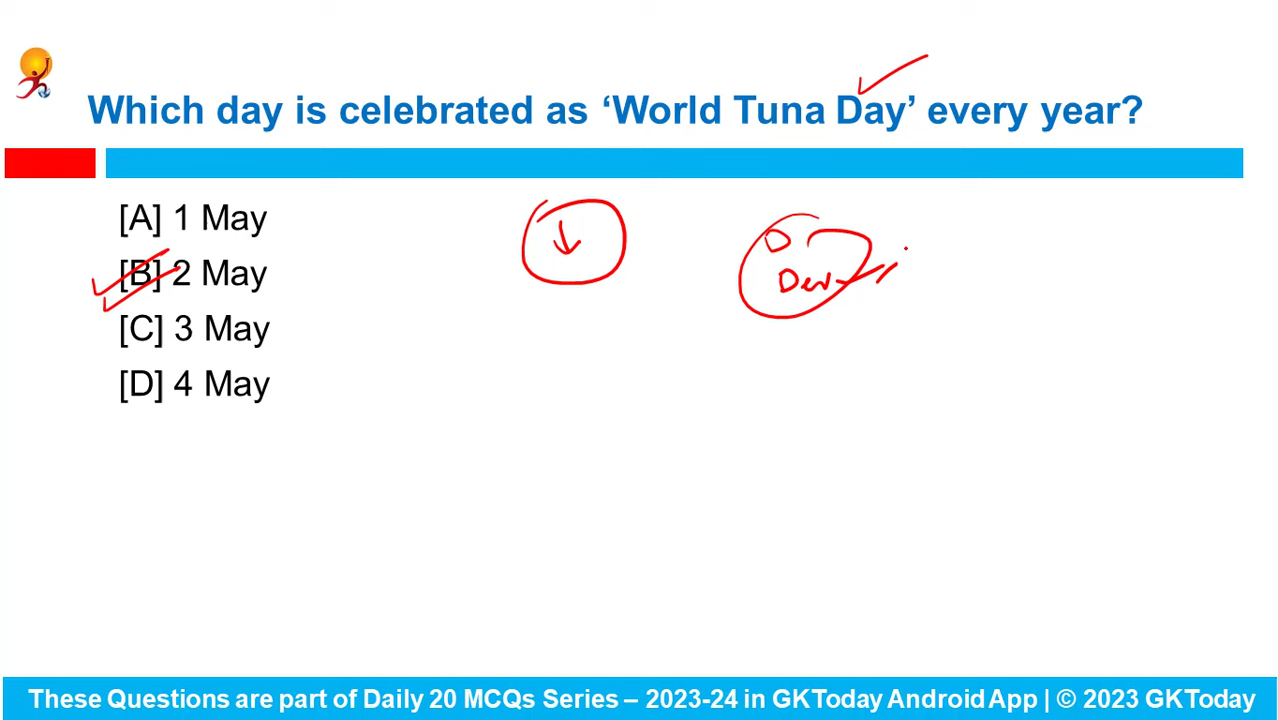 Which day is celebrated as ‘World Tuna Day’ every year?
[A] 1 May
[B] 2 May
[C] 3 May
[D] 4 May
These Questions are part of Daily 20 MCQs Series – 2023-24 in GKToday Android App | © 2023 GKToday